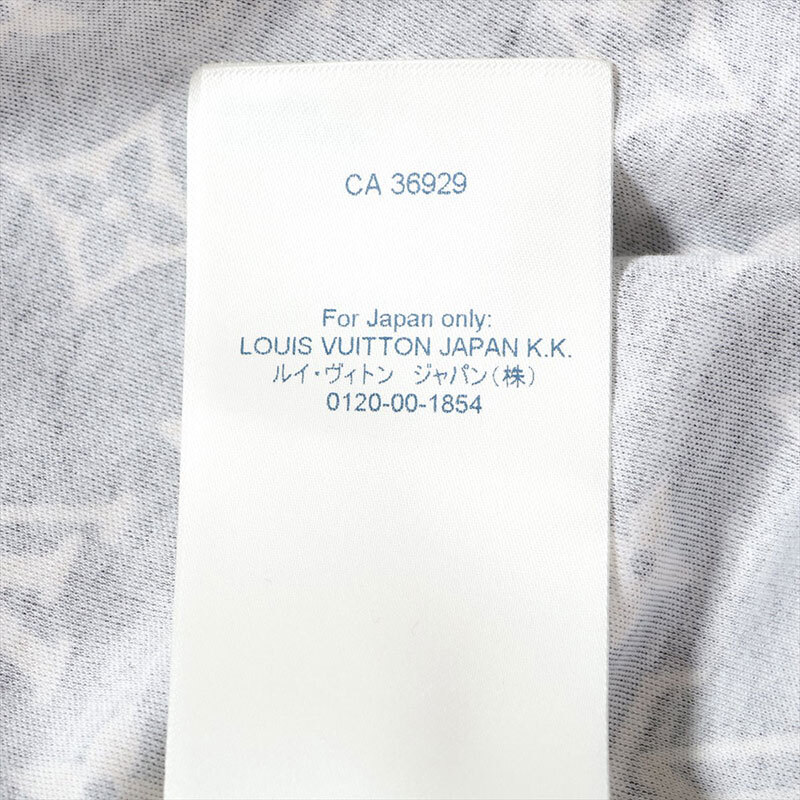 CA 36929
For Japan only:
LOUIS VUITTON JAPAN K.K.
ルイ・ヴィトン　ジャパン（株）
0120-00-1854